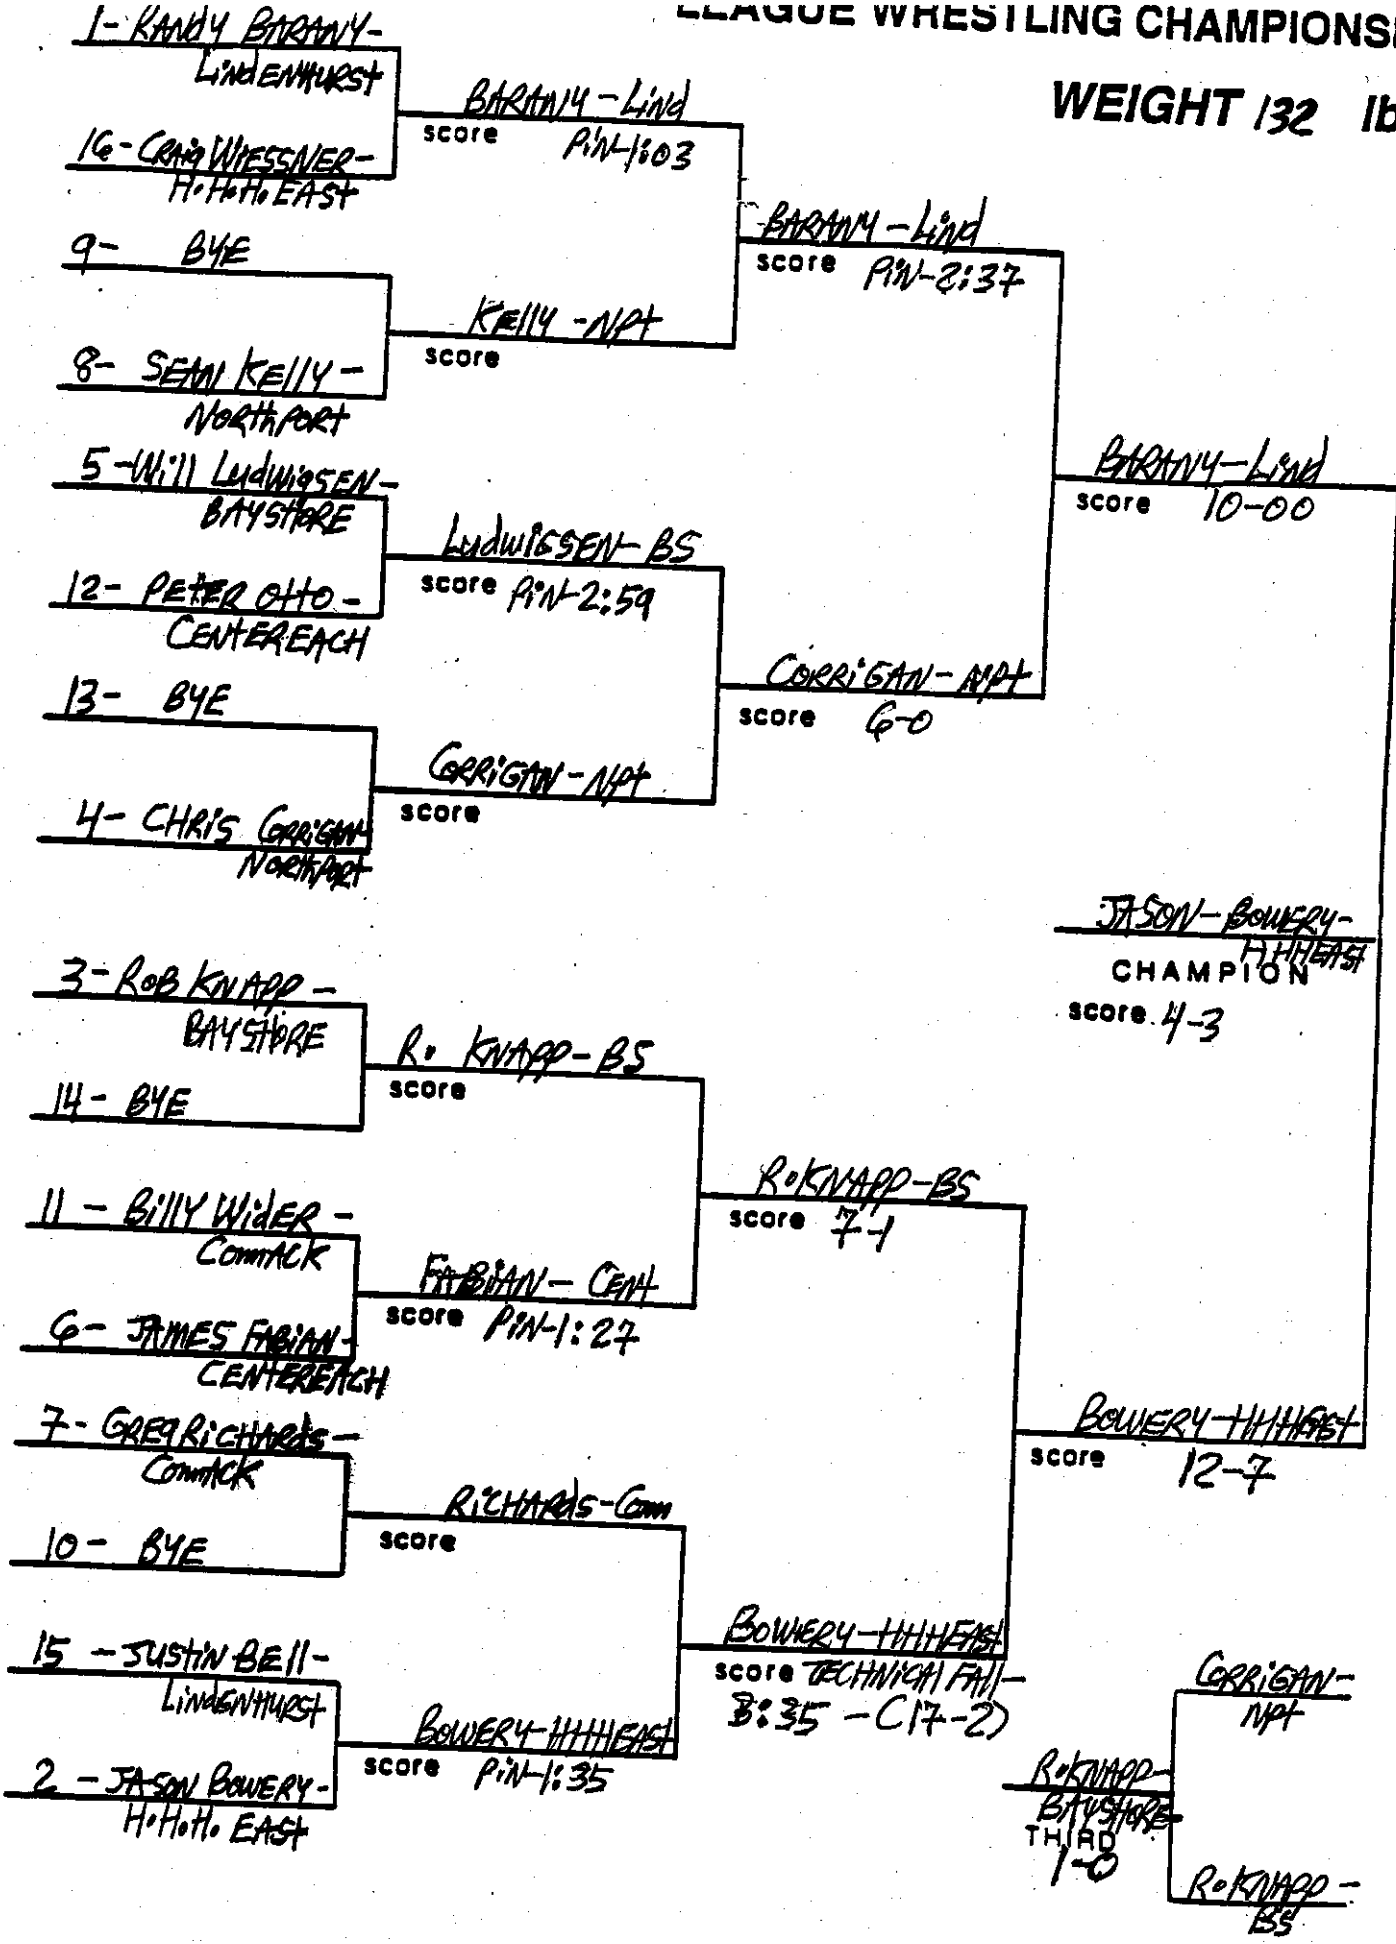 LEAGUE WRESTLING CHAMPIONS
WEIGHT 132 lb
1- RANDY BARANY-
LINDENHURST
16- CRAIG WIESSNER-
H.H.H. EAST
BARANY - Lind
score PiN-1:03
9- BYE
8- SEAN KELLY -
NORTHPORT
KELLY - NPt
score
BARANY - Lind
score PiN-2:37
5 -Will LudwigSEN-
BAYSHORE
12- PETER OTTO -
CENTEREACH
LudwiGSEN- BS
score PiN-2:59
13- BYE
4- CHRIS CORRIGAN-
NORTHPORT
CORRIGAN - NPt
score
CORRIGAN - NPt
score 6-0
BARANY - Lind
score 10-00
3- ROB KNAPP -
BAYSHORE
14- BYE
R. KNAPP- BS
score
11 - BillY WidER -
COMMACK
6- JAMES FABIAN-
CENTEREACH
FABIAN - CENt
score PiN-1:27
R. KNAPP-BS
score 7-1
7- GREG RICHARdS -
COMMACK
10 - BYE
RICHARdS-Comm
score
15 -JUSTIN BEll-
LINDENHURST
2 -JASON BOWERY-
H.H.H. EAST
BOWERY-HHHEAST
score PiN-1:35
BOWERY-HHHEAST
score TECHNICAL FALL-
3:35 - (17-2)
BOWERY-HHHEAST
score 12-7
JASON-BOWERY-
HHHEAST
CHAMPION
score 4-3
CORRIGAN-
NPt
R. KNAPP -
BS
R. KNAPP-
BAYSHORE-
THIRD
1-0